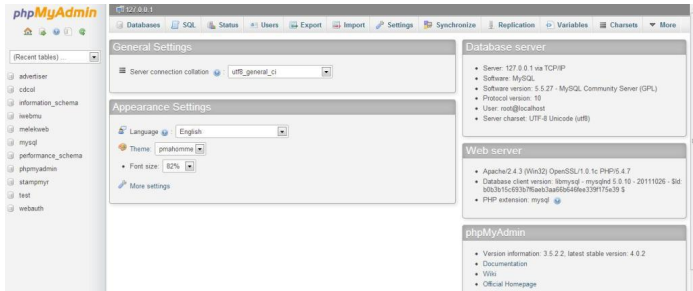 phpMyAdmin
(Recent tables) ...
advertiser
cdcol
information_schema
iwebmu
melekweb
mysql
performance_schema
phpmyadmin
stampmyr
test
webauth
127.0.0.1
Databases SQL Status Users Export Import Settings Synchronize Replication Variables Charsets More
General Settings
Server connection collation : utf8_general_ci
Appearance Settings
Language : English
Theme: pmahomme
Font size: 82%
More settings
Database server
Server: 127.0.0.1 via TCP/IP
Software: MySQL
Software version: 5.5.27 - MySQL Community Server (GPL)
Protocol version: 10
User: root@localhost
Server charset: UTF-8 Unicode (utf8)
Web server
Apache/2.4.3 (Win32) OpenSSL/1.0.1c PHP/5.4.7
Database client version: libmysql - mysqlnd 5.0.10 - 20111026 - $Id:
b0b3b15c693b7f6aeb3aa66b646fee339f175e39 $
PHP extension: mysql
phpMyAdmin
Version information: 3.5.2.2, latest stable version: 4.0.2
Documentation
Wiki
Official Homepage